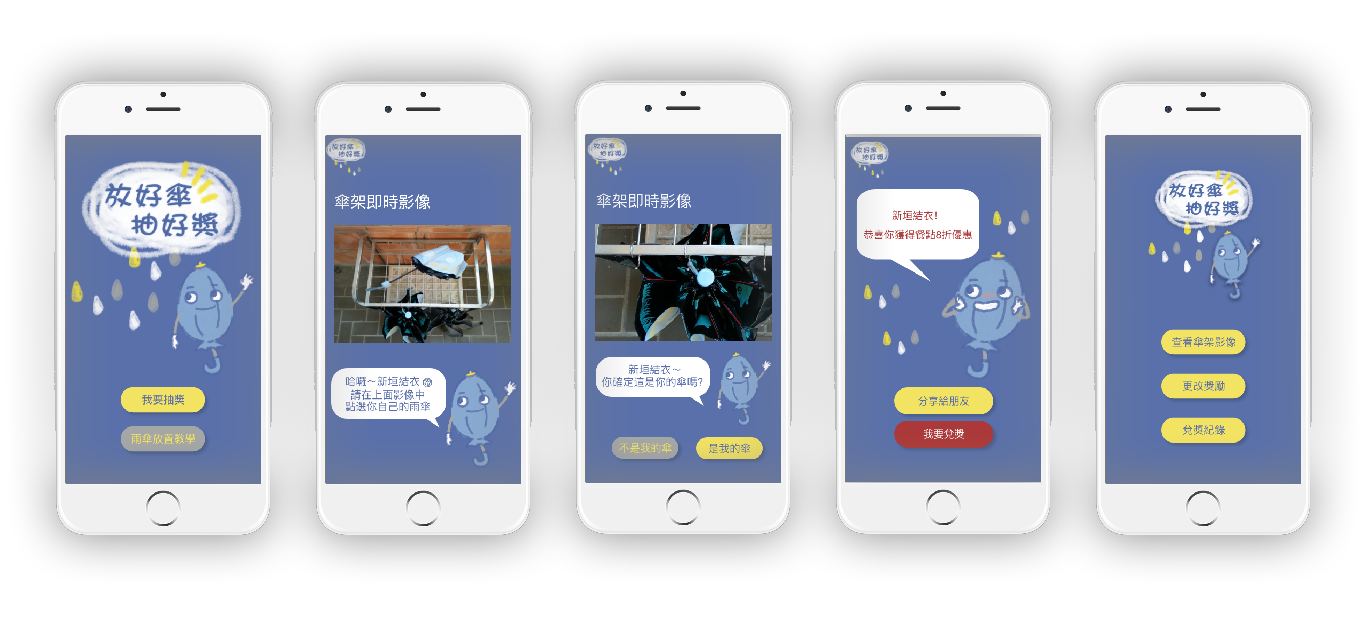 放好傘
抽好獎
我要抽獎
雨傘放置教學
放好傘
抽好獎
傘架即時影像
哈囉～新垣結衣
請在上面影像中
點選你自己的雨傘
放好傘
抽好獎
傘架即時影像
新垣結衣～
你確定這是你的傘嗎?
不是我的傘
是我的傘
放好傘
抽好獎
新垣結衣!
恭喜你獲得餐點8折優惠
分享給朋友
我要兌獎
放好傘
抽好獎
查看傘架影像
更改獎勵
兌獎紀錄